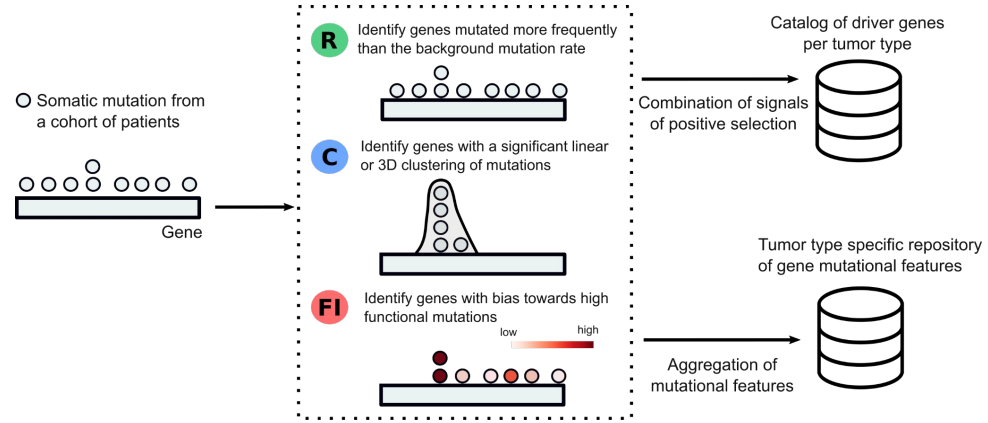 Somatic mutation from
a cohort of patients
Gene
R
Identify genes mutated more frequently
than the background mutation rate
C
Identify genes with a significant linear
or 3D clustering of mutations
FI
Identify genes with bias towards high
functional mutations
low
high
Combination of signals
of positive selection
Catalog of driver genes
per tumor type
Aggregation of
mutational features
Tumor type specific repository
of gene mutational features